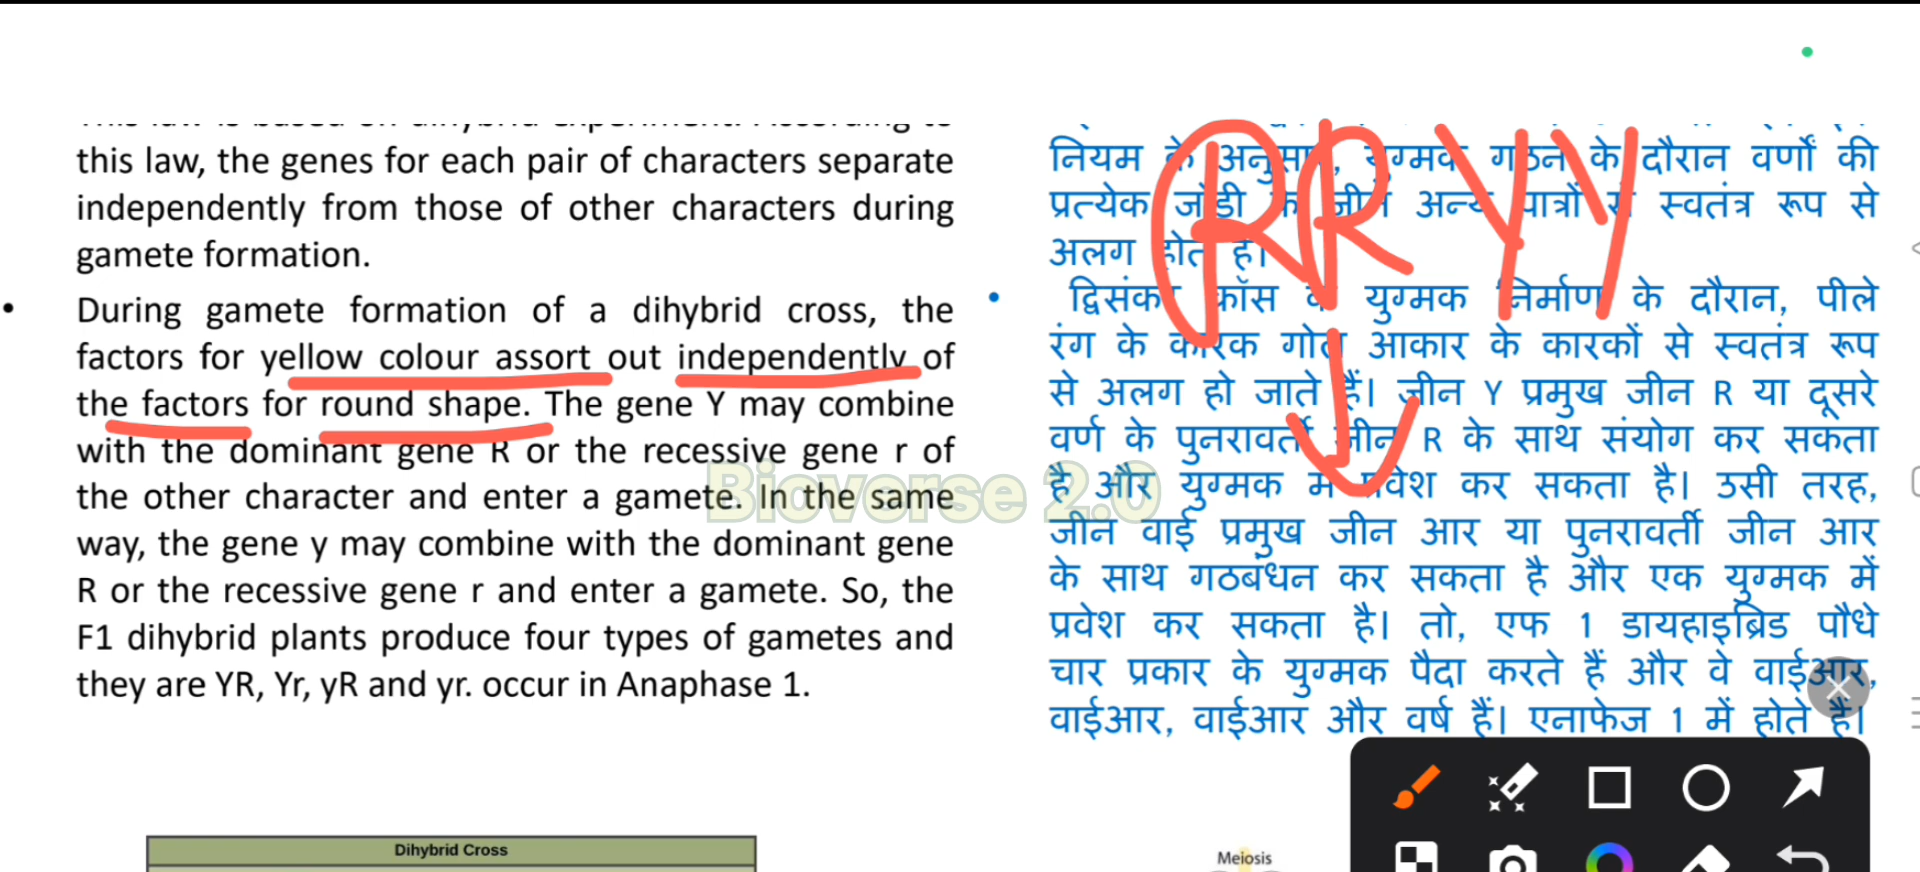 this law, the genes for each pair of characters separate
independently from those of other characters during
gamete formation.
• During gamete formation of a dihybrid cross, the
factors for yellow colour assort out independently of
the factors for round shape. The gene Y may combine
with the dominant gene R or the recessive gene r of
the other character and enter a gamete. In the same
way, the gene y may combine with the dominant gene
R or the recessive gene r and enter a gamete. So, the
F1 dihybrid plants produce four types of gametes and
they are YR, Yr, yR and yr. occur in Anaphase 1.
नियम के अनुसार, युग्मक गठन के दौरान वर्णों की
प्रत्येक जोड़ी के जीन अन्य पात्रों से स्वतंत्र रूप से
अलग होते हैं।
• द्विसंकर क्रॉस के युग्मक निर्माण के दौरान, पीले
रंग के कारक गोल आकार के कारकों से स्वतंत्र रूप
से अलग हो जाते हैं। जीन Y प्रमुख जीन R या दूसरे
वर्ण के पुनरावर्ती जीन R के साथ संयोग कर सकता
है और युग्मक में प्रवेश कर सकता है। उसी तरह,
जीन वाई प्रमुख जीन आर या पुनरावर्ती जीन आर
के साथ गठबंधन कर सकता है और एक युग्मक में
प्रवेश कर सकता है। तो, एफ 1 डायहाइब्रिड पौधे
चार प्रकार के युग्मक पैदा करते हैं और वे वाईआर,
वाईआर, वाईआर और वर्ष हैं। एनाफेज 1 में होते हैं।
RRYY
Bioverse 2.0
Dihybrid Cross
Meiosis